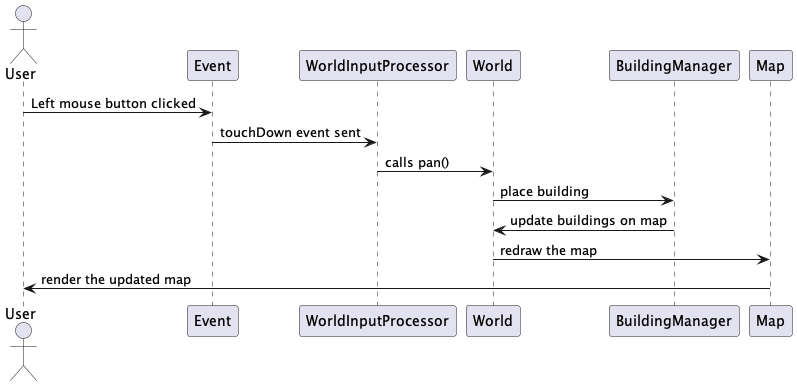 User
Event
WorldInputProcessor
World
BuildingManager
Map
Left mouse button clicked
touchDown event sent
calls pan()
place building
update buildings on map
redraw the map
render the updated map
User
Event
WorldInputProcessor
World
BuildingManager
Map